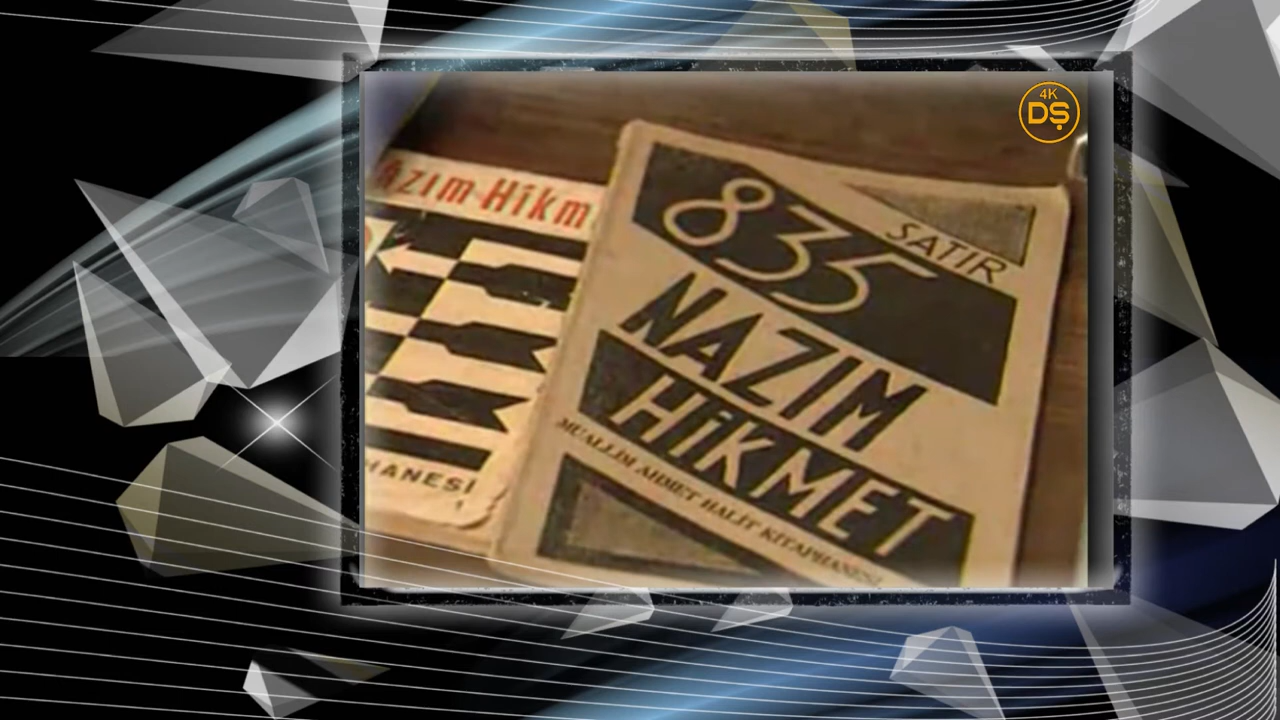 4K
DŞ
Nazım-Hikm
HANESİ
835
SATIR
NAZIM
HİKMET
MUALLİM AHMET HALİT KİTAPHANESİ